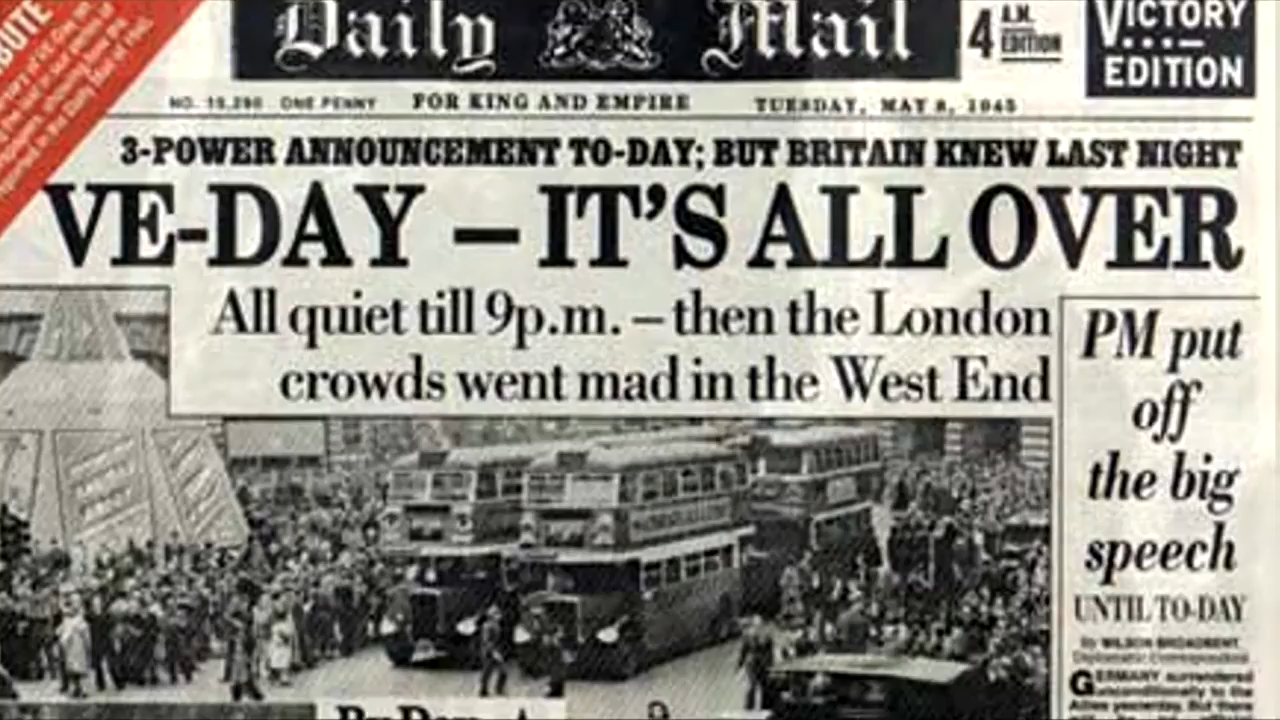 Daily Mail
4 A.M. EDITION
VICTORY
EDITION
NO. 15,290 ONE PENNY FOR KING AND EMPIRE TUESDAY, MAY 8, 1945
3-POWER ANNOUNCEMENT TO-DAY; BUT BRITAIN KNEW LAST NIGHT
VE-DAY – IT'S ALL OVER
All quiet till 9p.m. – then the London
crowds went mad in the West End
PM put
off
the big
speech
UNTIL TO-DAY
By WILSON BROADBENT,
Diplomatic Correspondent
GERMANY surrendered
unconditionally to the
Allies yesterday. But there